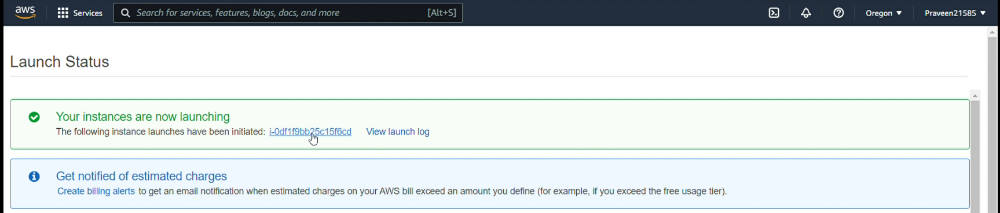 aws Services Search for services, features, blogs, docs, and more [Alt+S] Oregon Praveen21585
Launch Status
Your instances are now launching
The following instance launches have been initiated: i-0df1f9bb25c15f6cd View launch log
Get notified of estimated charges
Create billing alerts to get an email notification when estimated charges on your AWS bill exceed an amount you define (for example, if you exceed the free usage tier).